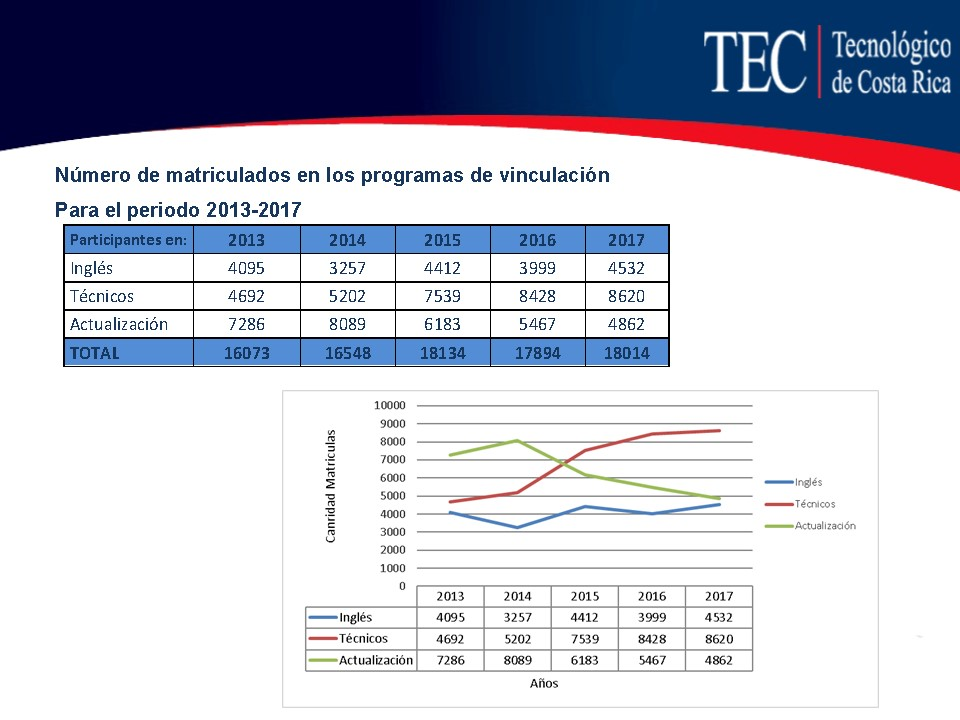 TEC Tecnológico
de Costa Rica
Número de matriculados en los programas de vinculación
Para el periodo 2013-2017
Participantes en: 2013 2014 2015 2016 2017
Inglés 4095 3257 4412 3999 4532
Técnicos 4692 5202 7539 8428 8620
Actualización 7286 8089 6183 5467 4862
TOTAL 16073 16548 18134 17894 18014
Canridad Matriculas
10000
9000
8000
7000
6000
5000
4000
3000
2000
1000
0
Inglés
Técnicos
Actualización
2013 2014 2015 2016 2017
Inglés 4095 3257 4412 3999 4532
Técnicos 4692 5202 7539 8428 8620
Actualización 7286 8089 6183 5467 4862
Años